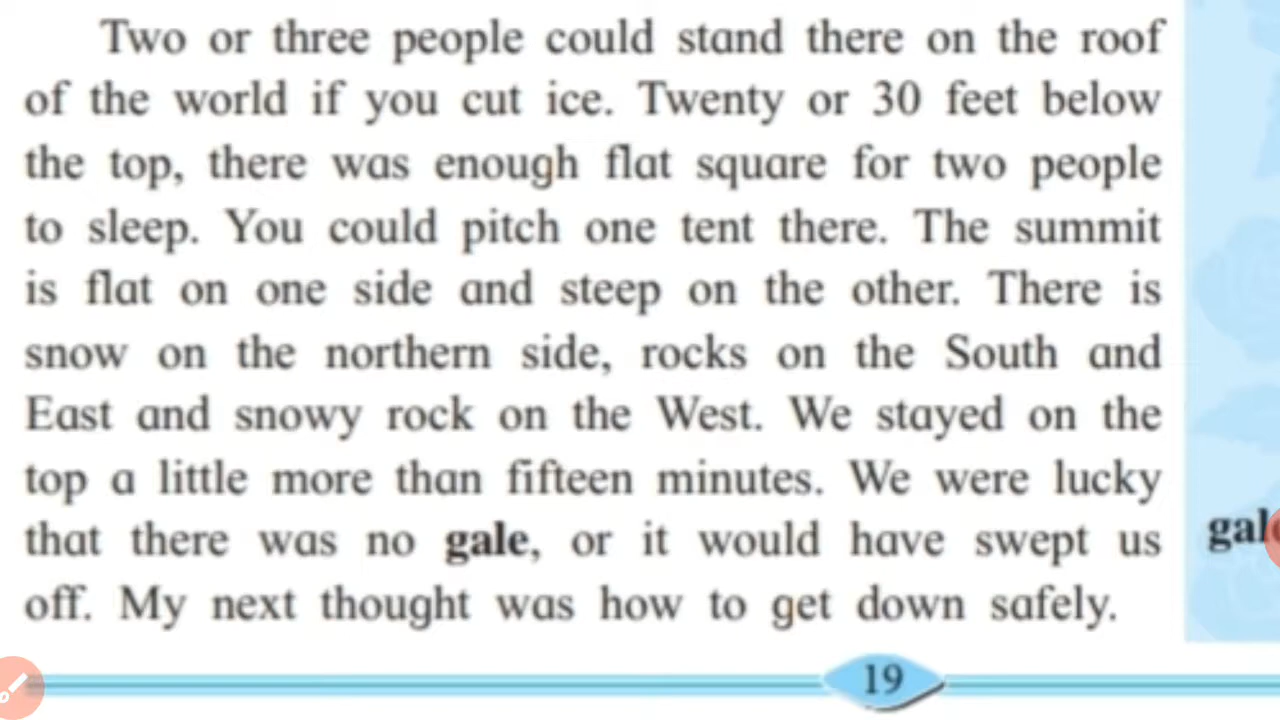 Two or three people could stand there on the roof
of the world if you cut ice. Twenty or 30 feet below
the top, there was enough flat square for two people
to sleep. You could pitch one tent there. The summit
is flat on one side and steep on the other. There is
snow on the northern side, rocks on the South and
East and snowy rock on the West. We stayed on the
top a little more than fifteen minutes. We were lucky
that there was no gale, or it would have swept us
off. My next thought was how to get down safely.
19